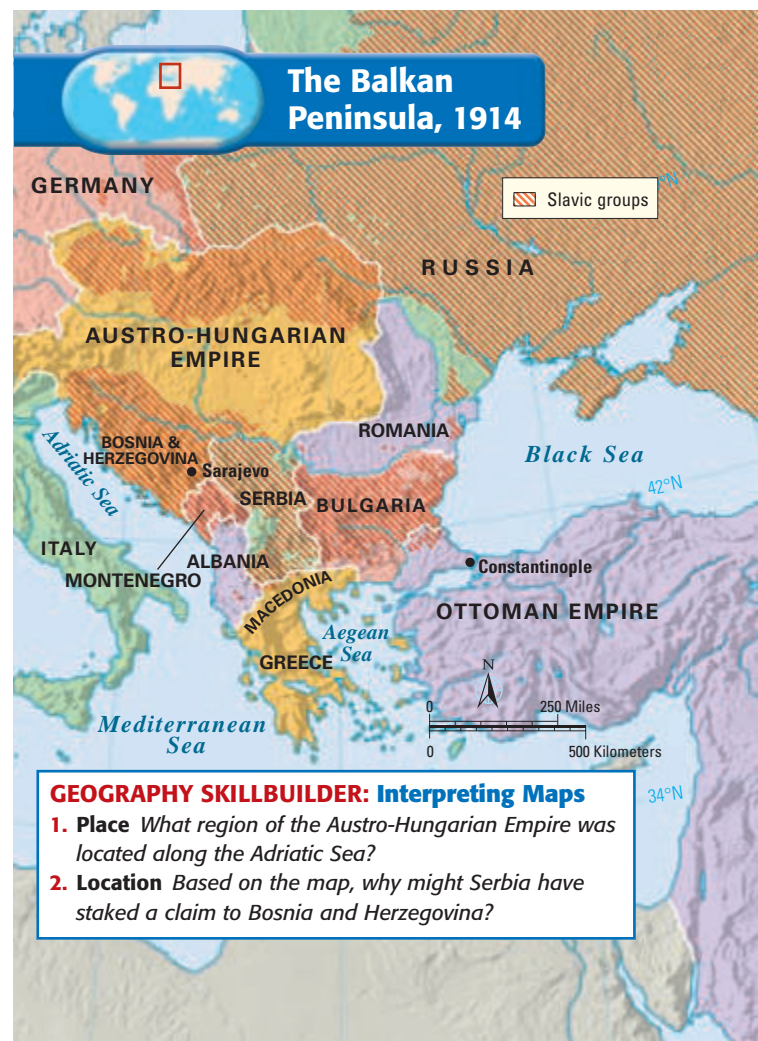 The Balkan
Peninsula, 1914
GERMANY
Slavic groups
RUSSIA
AUSTRO-HUNGARIAN
EMPIRE
ROMANIA
BOSNIA &
HERZEGOVINA
Sarajevo
Adriatic Sea
Black Sea
SERBIA
BULGARIA
42°N
ITALY
MONTENEGRO
ALBANIA
Constantinople
MACEDONIA
OTTOMAN EMPIRE
Aegean
Sea
GREECE
N
0 250 Miles
0 500 Kilometers
Mediterranean
Sea
34°N
GEOGRAPHY SKILLBUILDER: Interpreting Maps
1. Place What region of the Austro-Hungarian Empire was
located along the Adriatic Sea?
2. Location Based on the map, why might Serbia have
staked a claim to Bosnia and Herzegovina?